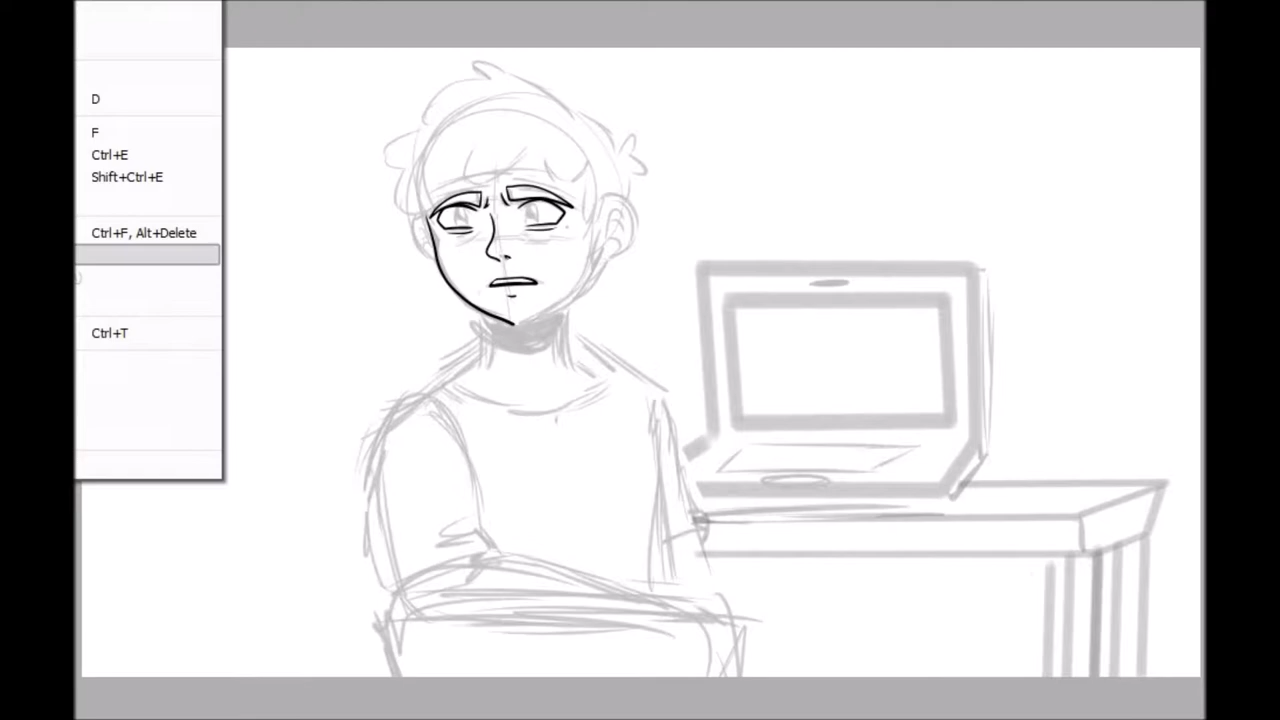 D
F
Ctrl+E
Shift+Ctrl+E
Ctrl+F, Alt+Delete
Ctrl+T